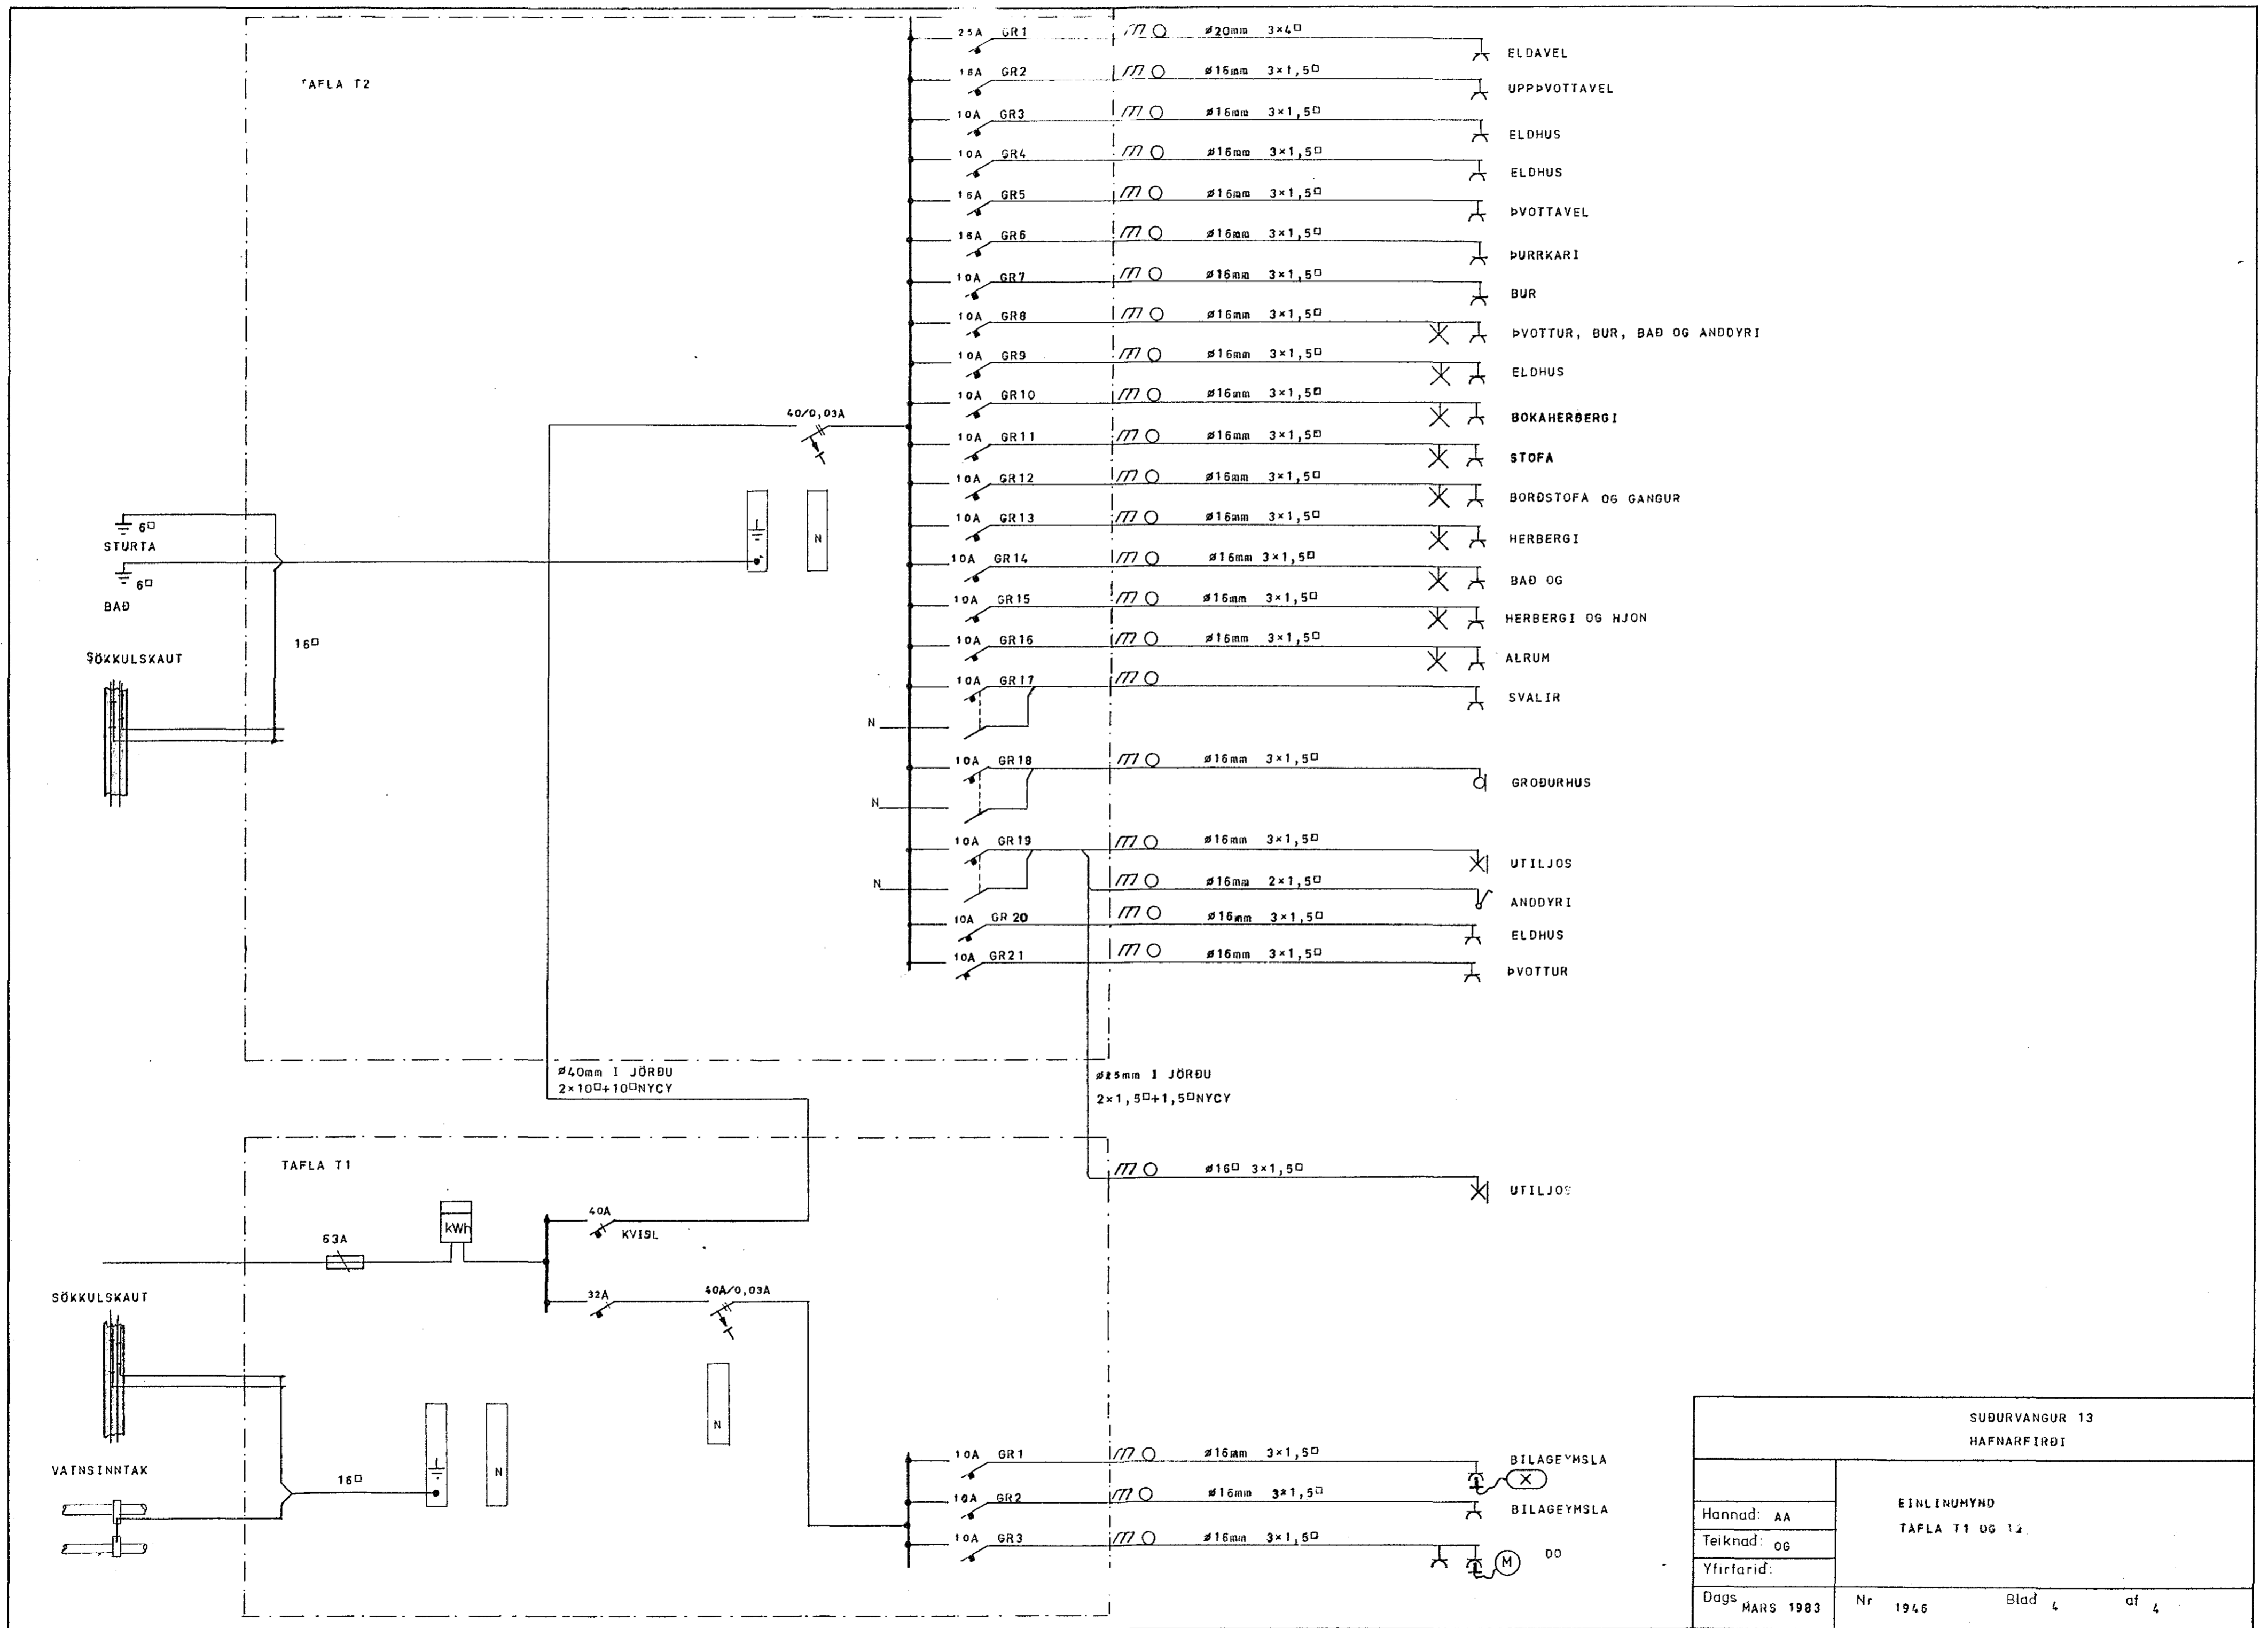 TAFLA T2
25A GR1 ø20mm 3×4□ ELDAVEL
16A GR2 ø16mm 3×1,5□ UPPÞVOTTAVEL
10A GR3 ø16mm 3×1,5□ ELDHUS
10A GR4 ø16mm 3×1,5□ ELDHUS
16A GR5 ø16mm 3×1,5□ ÞVOTTAVEL
16A GR6 ø16mm 3×1,5□ ÞURRKARI
10A GR7 ø16mm 3×1,5□ BUR
10A GR8 ø16mm 3×1,5□ ÞVOTTUR, BUR, BAÐ OG ANDDYRI
10A GR9 ø16mm 3×1,5□ ELDHUS
10A GR10 ø16mm 3×1,5□ BOKAHERBERGI
40/0,03A
10A GR11 ø16mm 3×1,5□ STOFA
10A GR12 ø16mm 3×1,5□ BORÐSTOFA OG GANGUR
10A GR13 ø16mm 3×1,5□ HERBERGI
N
10A GR14 ø16mm 3×1,5□ BAÐ OG
10A GR15 ø16mm 3×1,5□ HERBERGI OG HJON
10A GR16 ø16mm 3×1,5□ ALRUM
10A GR17 SVALIR
N
10A GR18 ø16mm 3×1,5□ GROÐURHUS
N
10A GR19 ø16mm 3×1,5□ UTILJOS
N
ø16mm 2×1,5□ ANDDYRI
10A GR 20 ø16mm 3×1,5□ ELDHUS
10A GR21 ø16mm 3×1,5□ ÞVOTTUR
6□
STURTA
6□
BAÐ
16□
SÖKKULSKAUT
ø40mm I JÖRÐU
2×10□+10□NYCY
ø25mm I JÖRÐU
2×1,5□+1,5□NYCY
TAFLA T1
ø16□ 3×1,5□ UTILJOS
kWh
63A
40A
KVISL
32A
40A/0,03A
SÖKKULSKAUT
N
VATNSINNTAK
16□
N
10A GR1 ø16mm 3×1,5□ BILAGEYMSLA
X
10A GR2 ø16mm 3×1,5□ BILAGEYMSLA
10A GR3 ø16mm 3×1,5□ DO
M
SUÐURVANGUR 13
HAFNARFIRÐI
EINLINUMYND
TAFLA T1 OG T2
Hannad: AA
Teiknad: OG
Yfirfarid:
Dags MARS 1983
Nr 1946 Blad 4 af 4